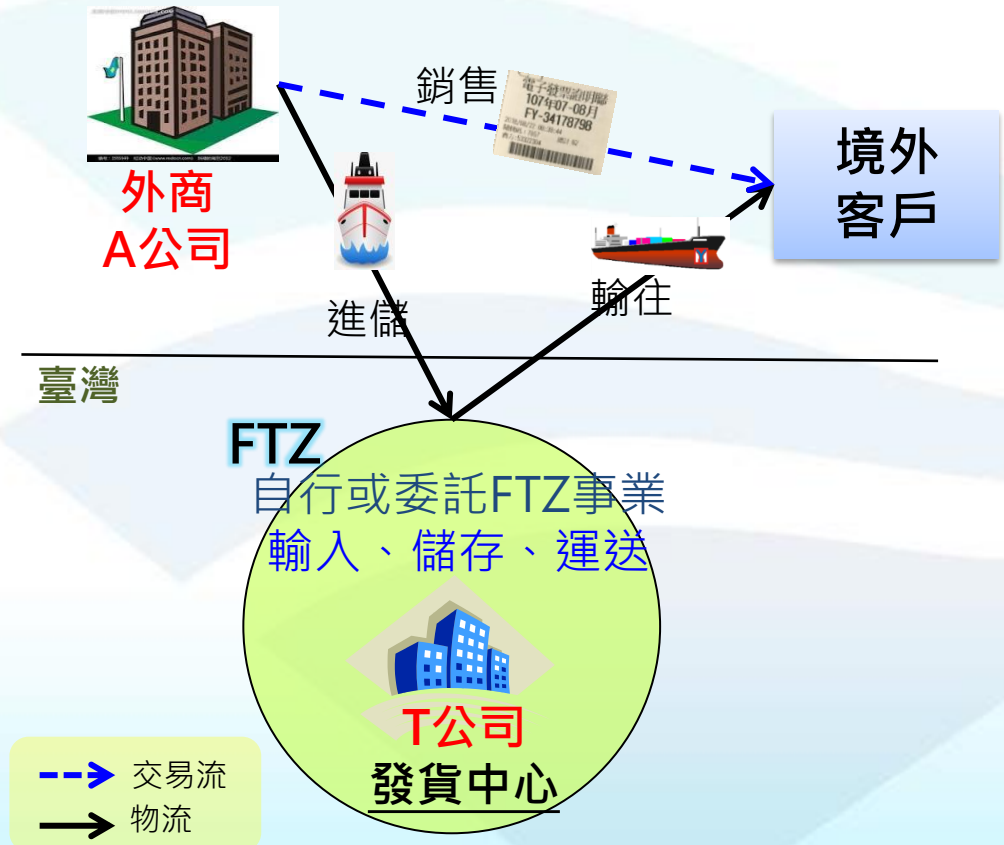 銷售
107年07-08月
FY-34178798
境外
客戶
外商
A公司
進儲
輸往
臺灣
FTZ
自行或委託FTZ事業
輸入、儲存、運送
T公司
發貨中心
交易流
物流